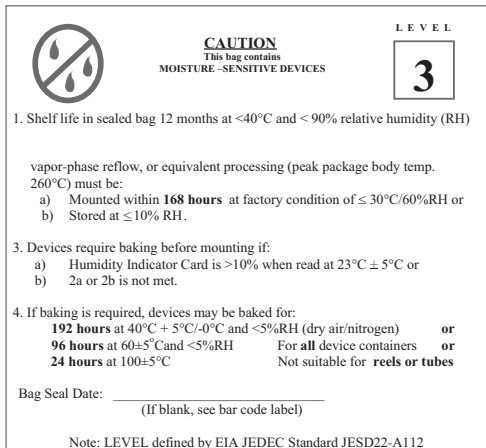 LEVEL
CAUTION
This bag contains
MOISTURE –SENSITIVE DEVICES
3
1. Shelf life in sealed bag 12 months at <40°C and < 90% relative humidity (RH)
vapor-phase reflow, or equivalent processing (peak package body temp.
260°C) must be:
a) Mounted within 168 hours at factory condition of ≤ 30°C/60%RH or
b) Stored at ≤10% RH.
3. Devices require baking before mounting if:
a) Humidity Indicator Card is >10% when read at 23°C ± 5°C or
b) 2a or 2b is not met.
4. If baking is required, devices may be baked for:
192 hours at 40°C + 5°C/-0°C and <5%RH (dry air/nitrogen) or
96 hours at 60±5°Cand <5%RH For all device containers or
24 hours at 100±5°C Not suitable for reels or tubes
Bag Seal Date: ________________________________
(If blank, see bar code label)
Note: LEVEL defined by EIA JEDEC Standard JESD22-A112